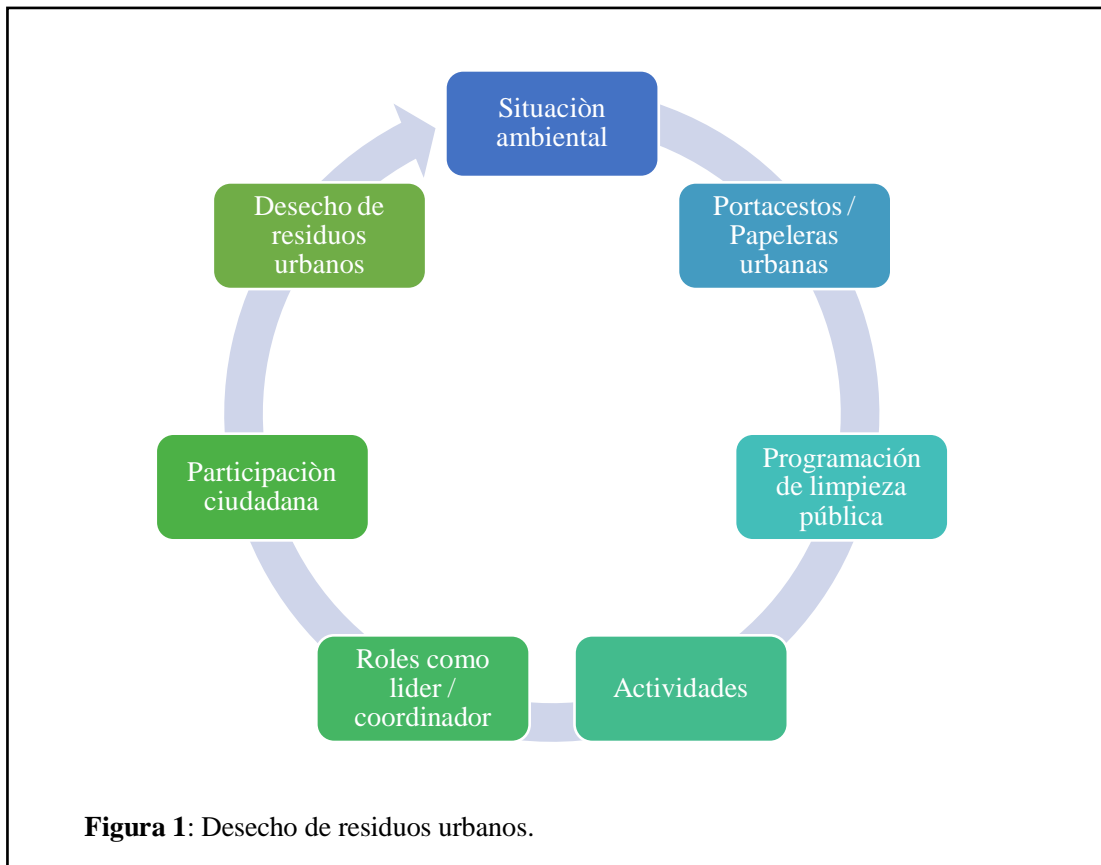 Situaciòn
ambiental
Portacestos /
Papeleras
urbanas
Programación
de limpieza
pública
Actividades
Roles como
lider /
coordinador
Participaciòn
ciudadana
Desecho de
residuos
urbanos
Figura 1: Desecho de residuos urbanos.